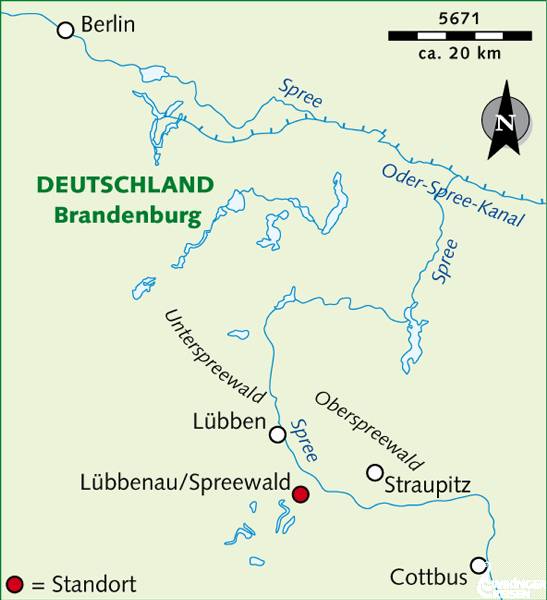 Berlin
5671
ca. 20 km
Spree
N
DEUTSCHLAND
Brandenburg
Oder-Spree-Kanal
Spree
Unterspreewald
Oberspreewald
Lübben
Spree
Lübbenau/Spreewald
Straupitz
Cottbus
= Standort